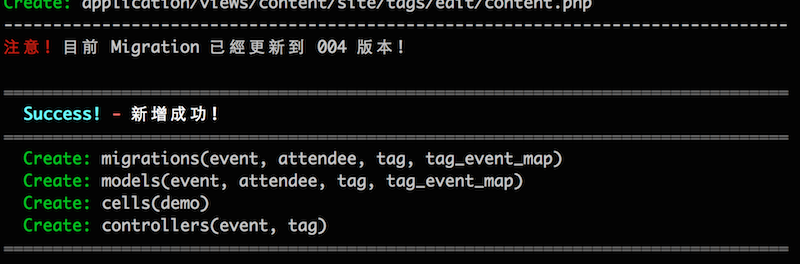 Create: application/views/content/site/tags/edit/content.php
注意! 目前 Migration 已經更新到 004 版本!
Success! - 新增成功!
Create: migrations(event, attendee, tag, tag_event_map)
Create: models(event, attendee, tag, tag_event_map)
Create: cells(demo)
Create: controllers(event, tag)